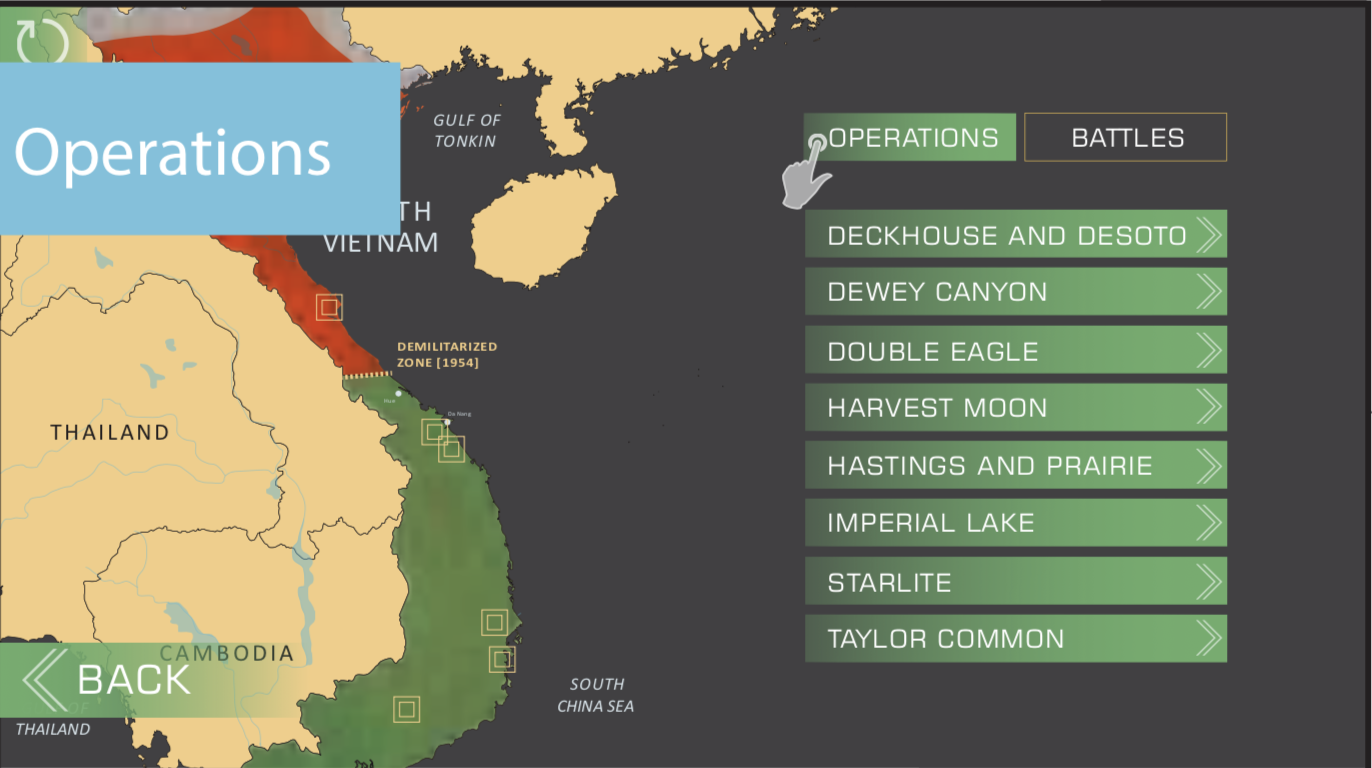 Operations
GULF OF
TONKIN
TH
VIETNAM
DEMILITARIZED
ZONE [1954]
Hue
Da Nang
THAILAND
CAMBODIA
BACK
OF
THAILAND
SOUTH
CHINA SEA
OPERATIONS
BATTLES
DECKHOUSE AND DESOTO
DEWEY CANYON
DOUBLE EAGLE
HARVEST MOON
HASTINGS AND PRAIRIE
IMPERIAL LAKE
STARLITE
TAYLOR COMMON